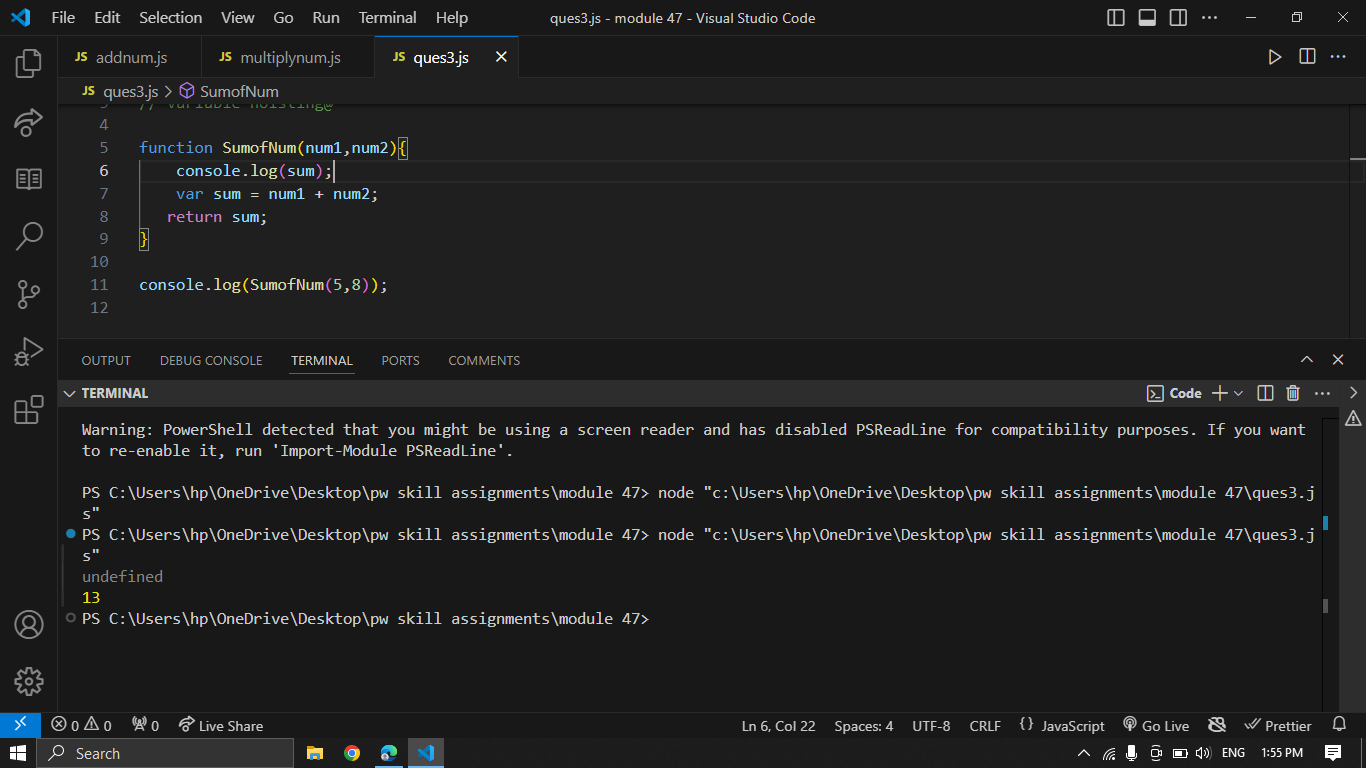 File Edit Selection View Go Run Terminal Help ques3.js - module 47 - Visual Studio Code
JS addnum.js JS multiplynum.js JS ques3.js
JS ques3.js > SumofNum
3 // variable hoisting@
4
5 function SumofNum(num1,num2){
6 console.log(sum);
7 var sum = num1 + num2;
8 return sum;
9 }
10
11 console.log(SumofNum(5,8));
12
OUTPUT DEBUG CONSOLE TERMINAL PORTS COMMENTS
TERMINAL Code
Warning: PowerShell detected that you might be using a screen reader and has disabled PSReadLine for compatibility purposes. If you want
to re-enable it, run 'Import-Module PSReadLine'.
PS C:\Users\hp\OneDrive\Desktop\pw skill assignments\module 47> node "c:\Users\hp\OneDrive\Desktop\pw skill assignments\module 47\ques3.j
s"
PS C:\Users\hp\OneDrive\Desktop\pw skill assignments\module 47> node "c:\Users\hp\OneDrive\Desktop\pw skill assignments\module 47\ques3.j
s"
undefined
13
PS C:\Users\hp\OneDrive\Desktop\pw skill assignments\module 47>
0 0 0 Live Share Ln 6, Col 22 Spaces: 4 UTF-8 CRLF {} JavaScript Go Live Prettier
Search ENG 1:55 PM